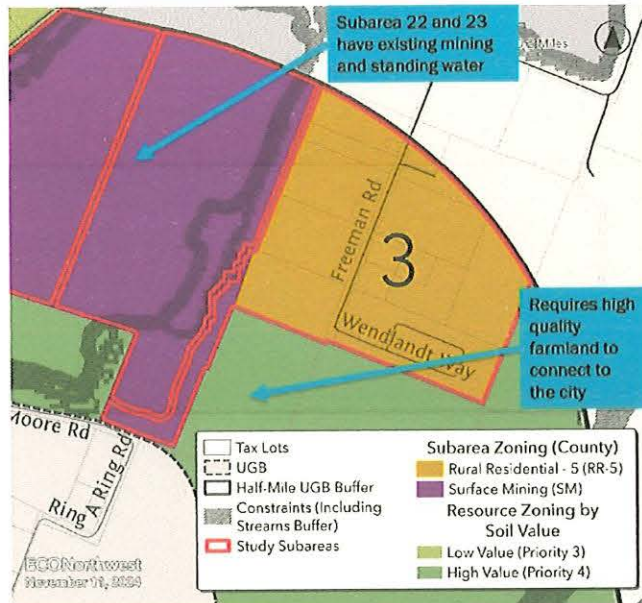 Subarea 22 and 23
have existing mining
and standing water
Miles
Freeman Rd
3
Wendlandt Way
Requires high
quality
farmland to
connect to
the city
Moore Rd
Ring
A Ring Rd
Tax Lots
UGB
Half-Mile UGB Buffer
Constraints (Including
Streams Buffer)
Study Subareas
Subarea Zoning (County)
Rural Residential - 5 (RR-5)
Surface Mining (SM)
Resource Zoning by
Soil Value
Low Value (Priority 3)
High Value (Priority 4)
ECONorthwest
November 11, 2024